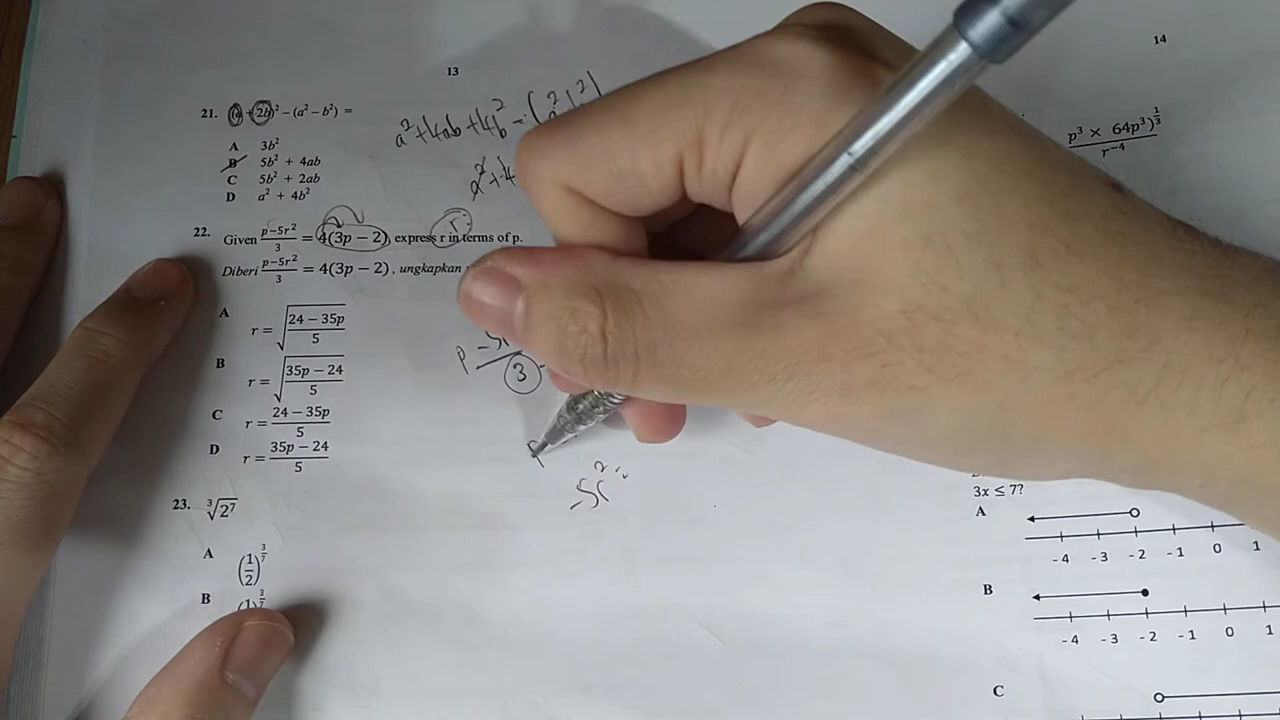 13
21. (a + 2b)² − (a² − b²) =
a² + 4ab + 4b² - (a² - b²)
A 3b²
B 5b² + 4ab
C 5b² + 2ab
D a² + 4b²
22. Given p−5r²/3 = 4(3p − 2), express r in terms of p.
r
Diberi p−5r²/3 = 4(3p − 2), ungkapkan
A r = √(24 − 35p / 5)
B r = √(35p − 24 / 5)
C r = 24 − 35p / 5
D r = 35p − 24 / 5
3
p
-5r²
23. ³√2⁷
A (1/2)^(3/7)
B
14
p³ × 64p³)^(1/3) / r⁻⁴
3x ≤ 7?
A
-4 -3 -2 -1 0 1
B
-4 -3 -2 -1 0 1
C